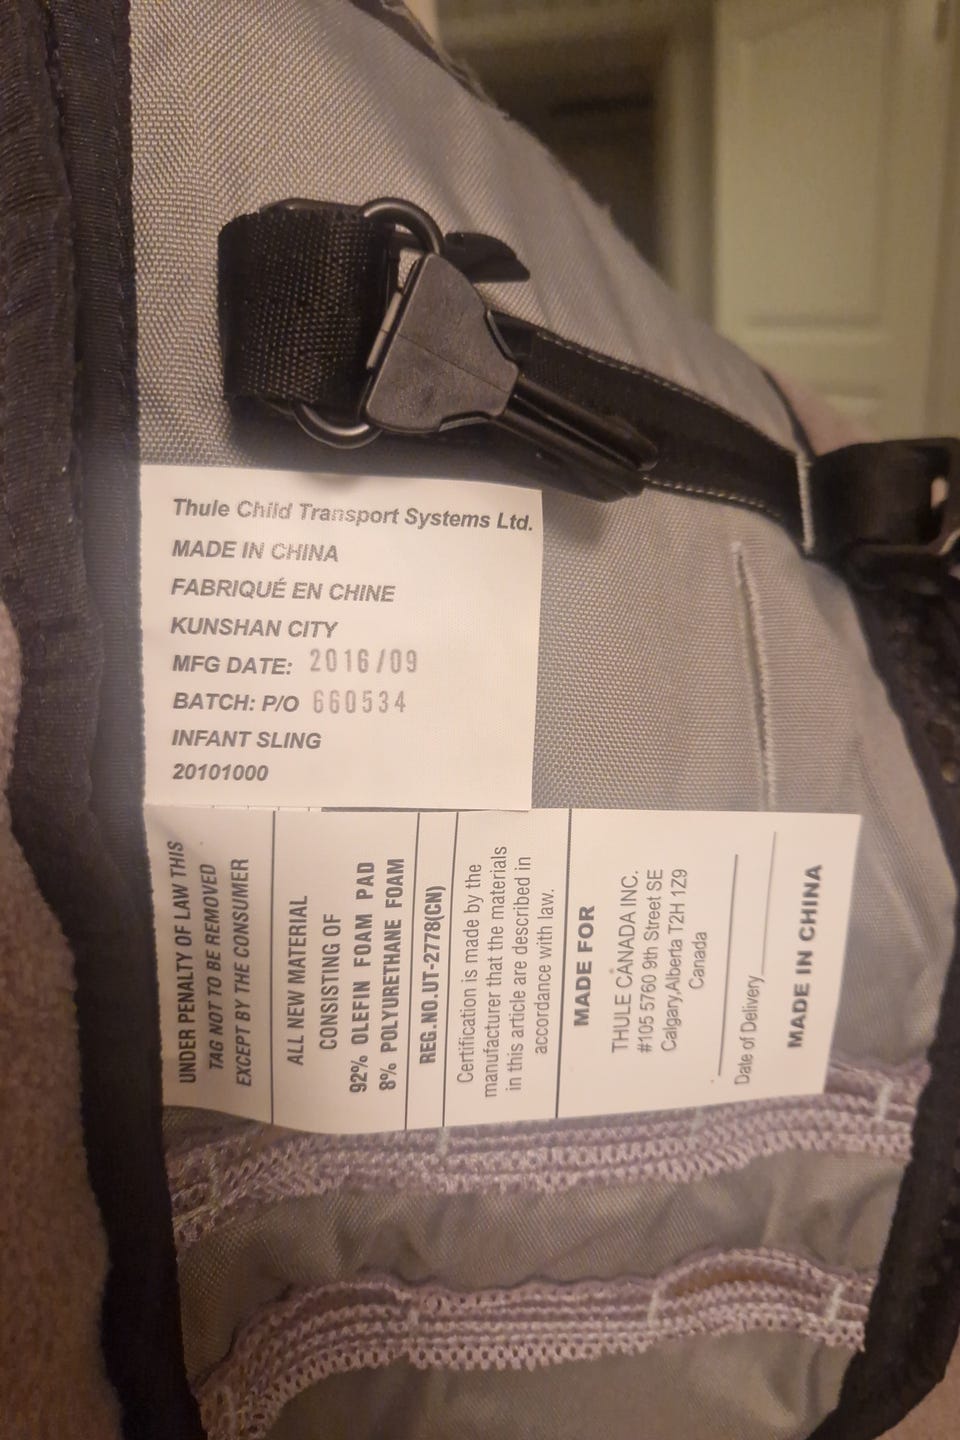 Thule Child Transport Systems Ltd.
MADE IN CHINA
FABRIQUÉ EN CHINE
KUNSHAN CITY
MFG DATE: 2016/09
BATCH: P/O 660534
INFANT SLING
20101000
UNDER PENALTY OF LAW THIS
TAG NOT TO BE REMOVED
EXCEPT BY THE CONSUMER
ALL NEW MATERIAL
CONSISTING OF
92% OLEFIN FOAM PAD
8% POLYURETHANE FOAM
REG.NO.UT-2778(CN)
Certification is made by the
manufacturer that the materials
in this article are described in
accordance with law.
MADE FOR
THULE CANADA INC.
#105 5760 9th Street SE
Calgary,Alberta T2H 1Z9
Canada
Date of Delivery
MADE IN CHINA